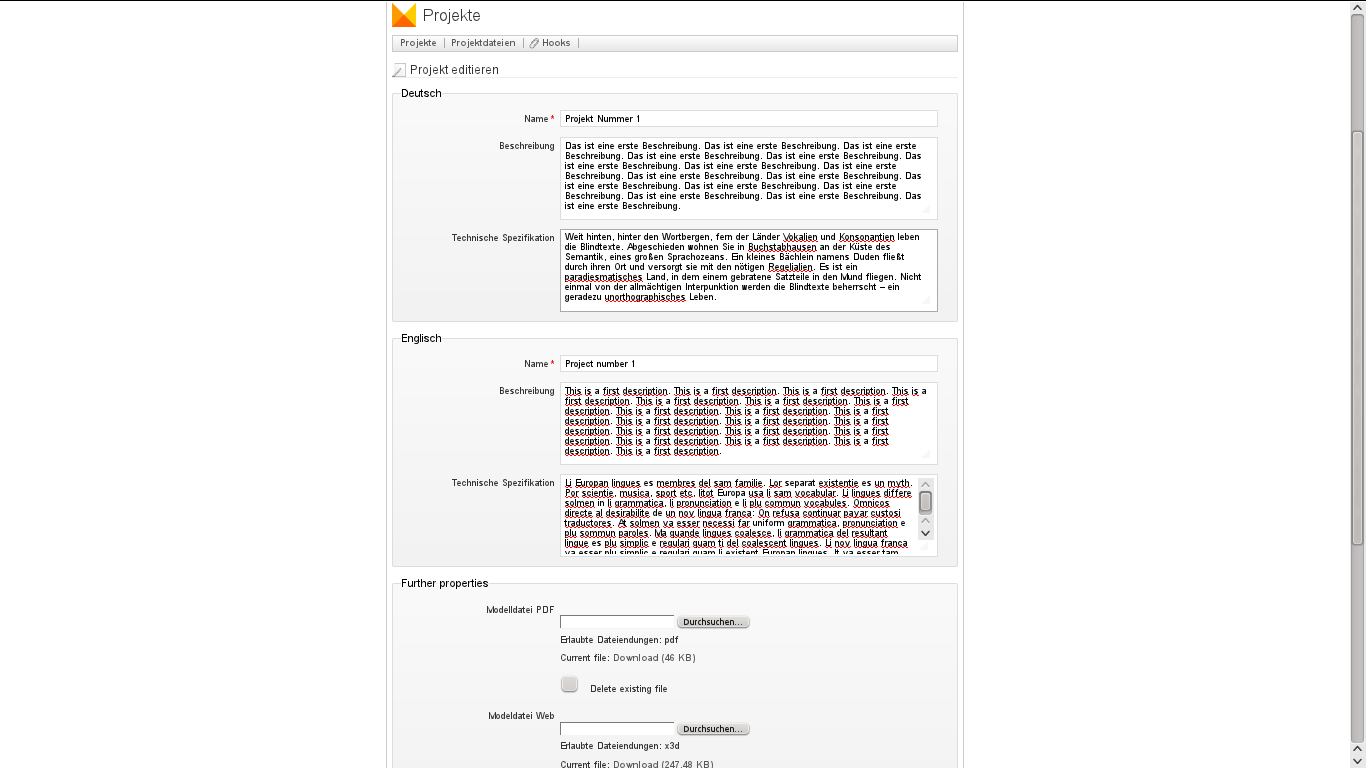 Projekte
Projekte | Projektdateien | Hooks |
Projekt editieren
Deutsch
Name *
Projekt Nummer 1
Beschreibung
Das ist eine erste Beschreibung. Das ist eine erste Beschreibung. Das ist eine erste
Beschreibung. Das ist eine erste Beschreibung. Das ist eine erste Beschreibung. Das
ist eine erste Beschreibung. Das ist eine erste Beschreibung. Das ist eine erste
Beschreibung. Das ist eine erste Beschreibung. Das ist eine erste Beschreibung. Das
ist eine erste Beschreibung. Das ist eine erste Beschreibung. Das ist eine erste
Beschreibung. Das ist eine erste Beschreibung. Das ist eine erste Beschreibung. Das
ist eine erste Beschreibung.
Technische Spezifikation
Weit hinten, hinter den Wortbergen, fern der Länder Vokalien und Konsonantien leben
die Blindtexte. Abgeschieden wohnen Sie in Buchstabhausen an der Küste des
Semantik, eines großen Sprachozeans. Ein kleines Bächlein namens Duden fließt
durch ihren Ort und versorgt sie mit den nötigen Regelialien. Es ist ein
paradiesmatisches Land, in dem einem gebratene Satzteile in den Mund fliegen. Nicht
einmal von der allmächtigen Interpunktion werden die Blindtexte beherrscht – ein
geradezu unorthographisches Leben.
Englisch
Name *
Project number 1
Beschreibung
This is a first description. This is a first description. This is a first description. This is a
first description. This is a first description. This is a first description. This is a first
description. This is a first description. This is a first description. This is a first
description. This is a first description. This is a first description. This is a first
description. This is a first description. This is a first description. This is a first
description. This is a first description. This is a first description. This is a first
description. This is a first description.
Technische Spezifikation
Li Europan lingues es membres del sam familie. Lor separat existentie es un myth.
Por scientie, musica, sport etc, litot Europa usa li sam vocabular. Li lingues differe
solmen in li grammatica, li pronunciation e li plu commun vocabules. Omnicos
directe al desirabilite de un nov lingua franca: On refusa continuar payar custosi
traductores. At solmen va esser necessi far uniform grammatica, pronunciation e
plu sommun paroles. Ma quande lingues coalesce, li grammatica del resultant
lingue es plu simplic e regulari quam ti del coalescent lingues. Li nov lingua franca
va esser plu simplic e regulari quam li existent Europan lingues. It va esser tam
Further properties
Modelldatei PDF
Durchsuchen...
Erlaubte Dateiendungen: pdf
Current file: Download (46 KB)
Delete existing file
Modeldatei Web
Durchsuchen...
Erlaubte Dateiendungen: x3d
Current file: Download (247.48 KB)